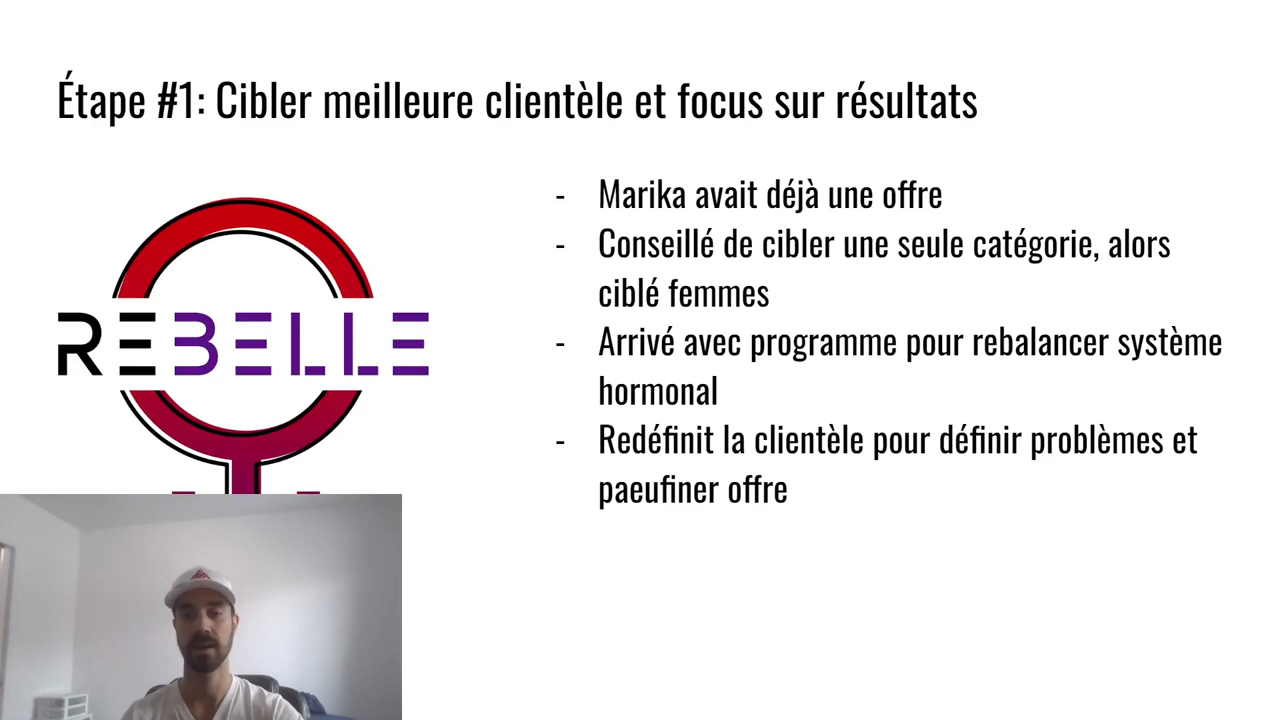 Étape #1: Cibler meilleure clientèle et focus sur résultats
REBELLE
- Marika avait déjà une offre
- Conseillé de cibler une seule catégorie, alors
ciblé femmes
- Arrivé avec programme pour rebalancer système
hormonal
- Redéfinit la clientèle pour définir problèmes et
paeufiner offre